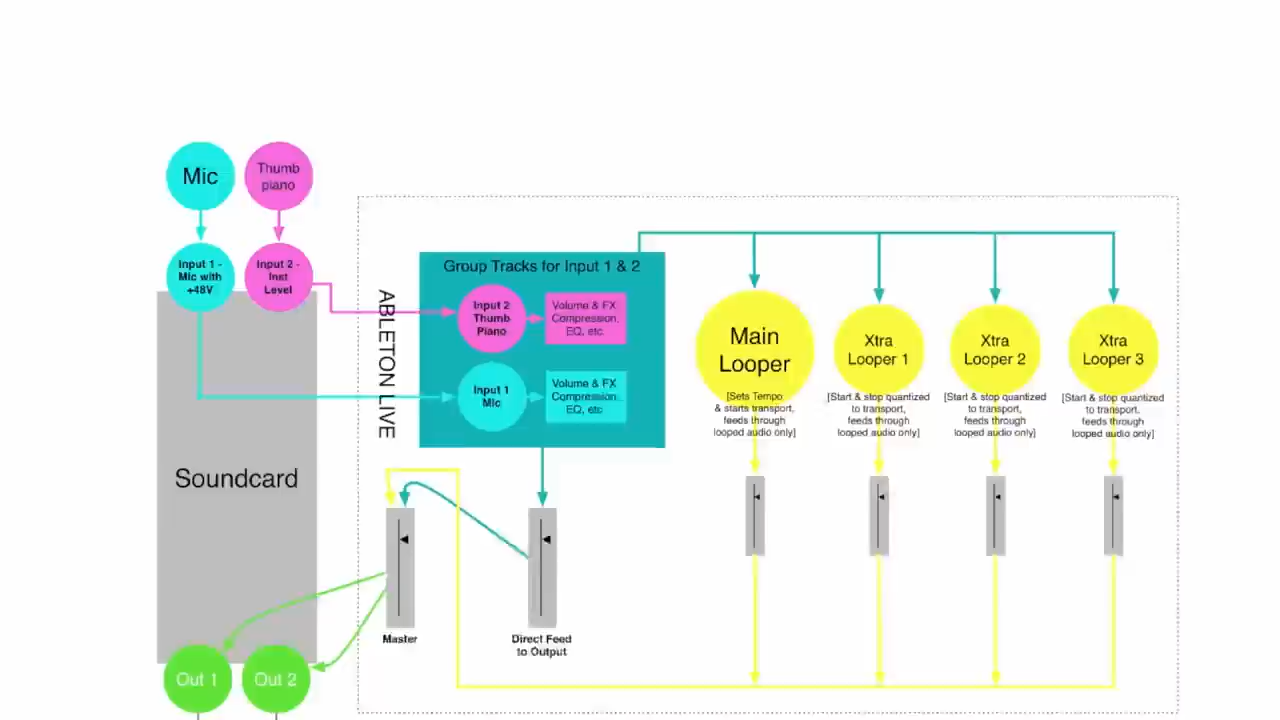 Mic
Thumb
piano
Input 1 -
Mic with
+48V
Input 2 -
Inst
Level
Soundcard
Out 1
Out 2
ABLETON LIVE
Group Tracks for Input 1 & 2
Input 2
Thumb
Piano
Volume & FX
Compression,
EQ, etc
Input 1
Mic
Volume & FX
Compression,
EQ, etc
Master
Direct Feed
to Output
Main
Looper
[Sets Tempo
& starts transport,
feeds through
looped audio only]
Xtra
Looper 1
[Start & stop quantized
to transport,
feeds through
looped audio only]
Xtra
Looper 2
[Start & stop quantized
to transport,
feeds through
looped audio only]
Xtra
Looper 3
[Start & stop quantized
to transport,
feeds through
looped audio only]